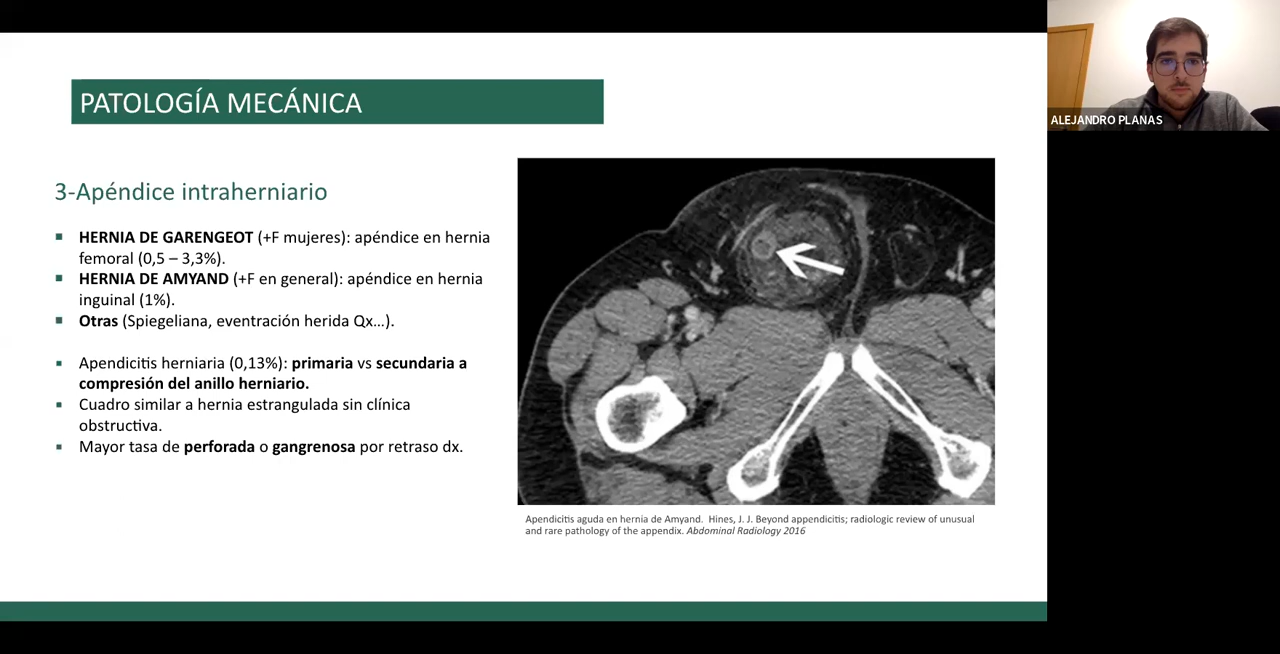 PATOLOGÍA MECÁNICA
ALEJANDRO PLANAS
3-Apéndice intraherniario
HERNIA DE GARENGEOT (+F mujeres): apéndice en hernia
femoral (0,5 – 3,3%).
HERNIA DE AMYAND (+F en general): apéndice en hernia
inguinal (1%).
Otras (Spiegeliana, eventración herida Qx...).
Apendicitis herniaria (0,13%): primaria vs secundaria a
compresión del anillo herniario.
Cuadro similar a hernia estrangulada sin clínica
obstructiva.
Mayor tasa de perforada o gangrenosa por retraso dx.
Apendicitis aguda en hernia de Amyand. Hines, J. J. Beyond appendicitis; radiologic review of unusual
and rare pathology of the appendix. Abdominal Radiology 2016